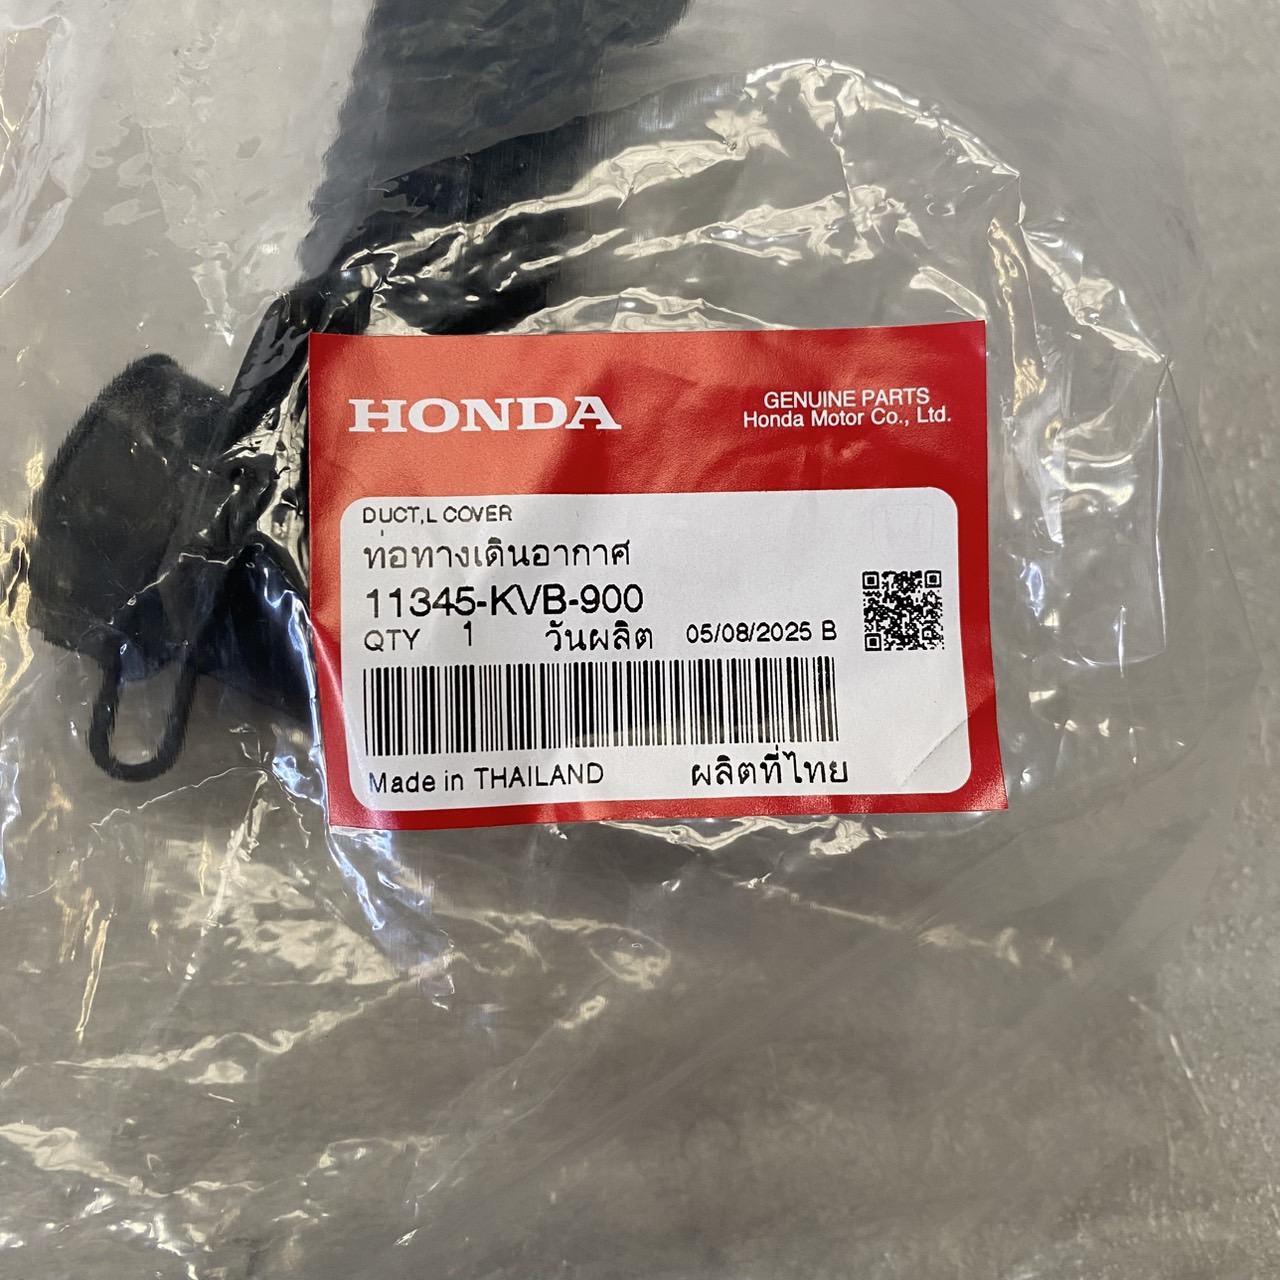 HONDA
GENUINE PARTS
Honda Motor Co., Ltd.
DUCT,L COVER
ท่อทางเดินอากาศ
11345-KVB-900
QTY 1 วันผลิต 05/08/2025 B
Made in THAILAND ผลิตที่ไทย